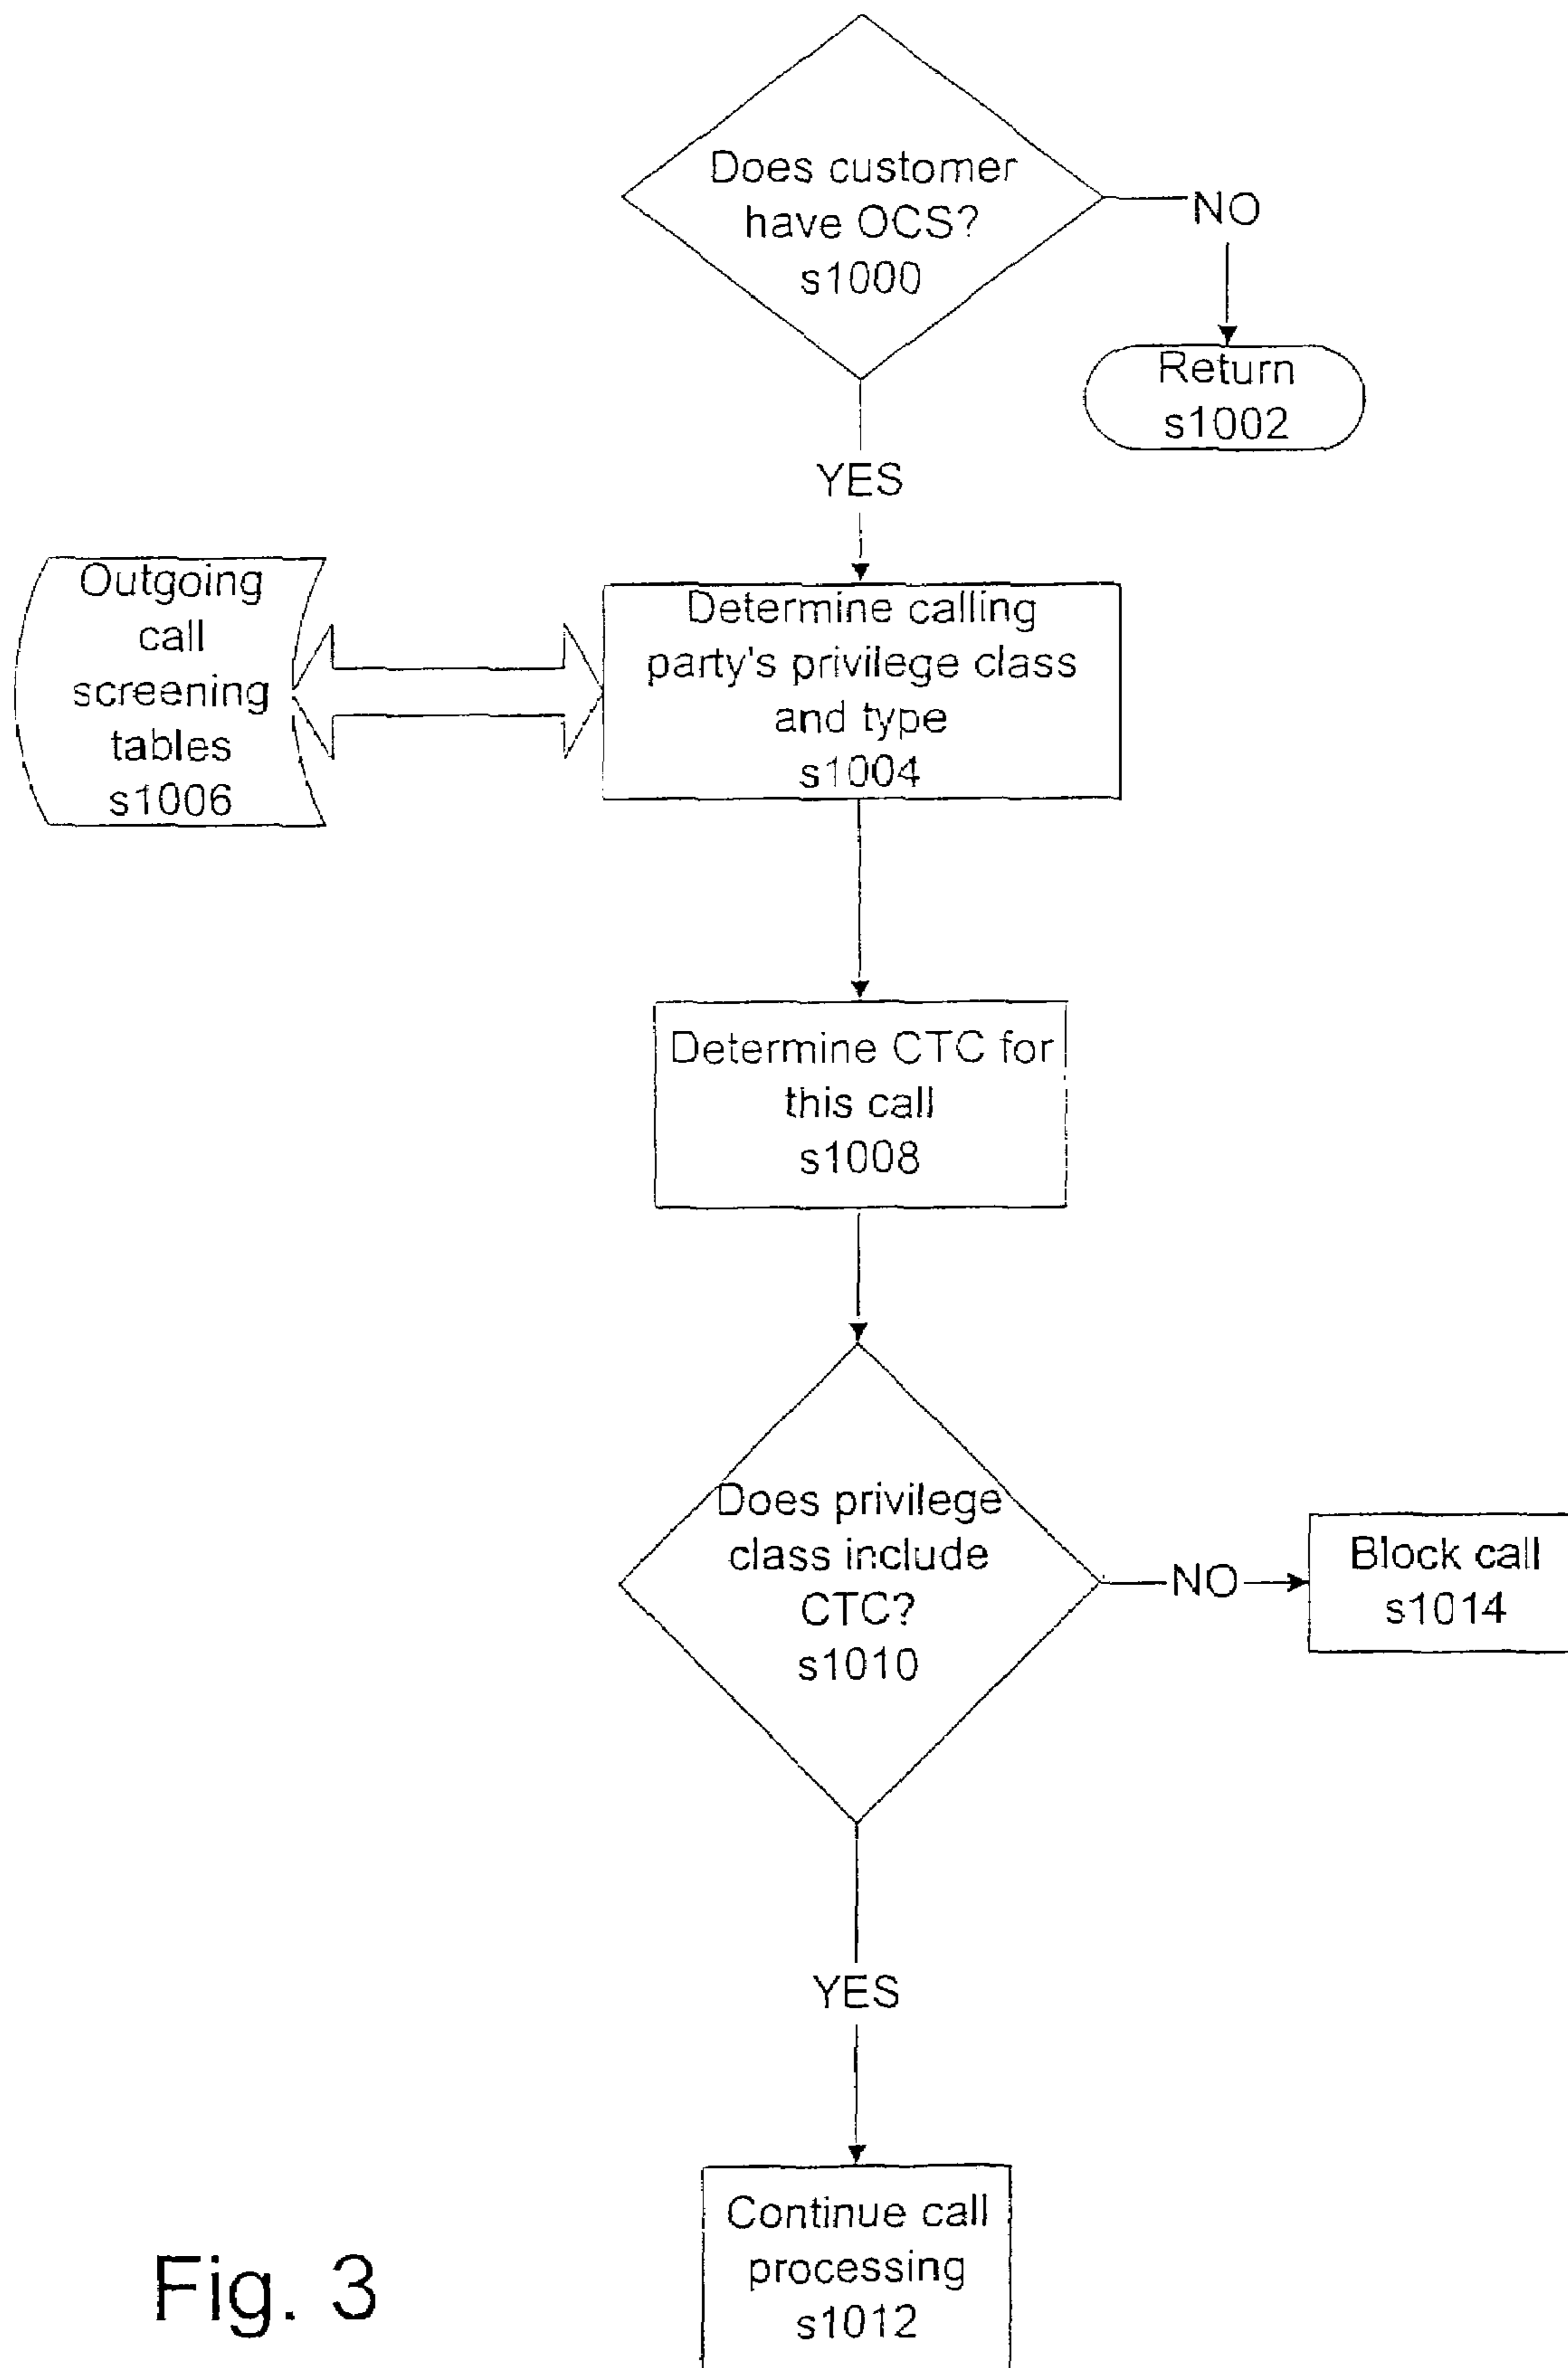 Does customer
have OCS?
s1000
NO
Return
s1002
YES
Outgoing
call
screening
tables
s1006
Determine calling
party's privilege class
and type
s1004
Determine CTC for
this call
s1008
Does privilege
class include
CTC?
s1010
NO
Block call
s1014
YES
Continue call
processing
s1012
Fig. 3